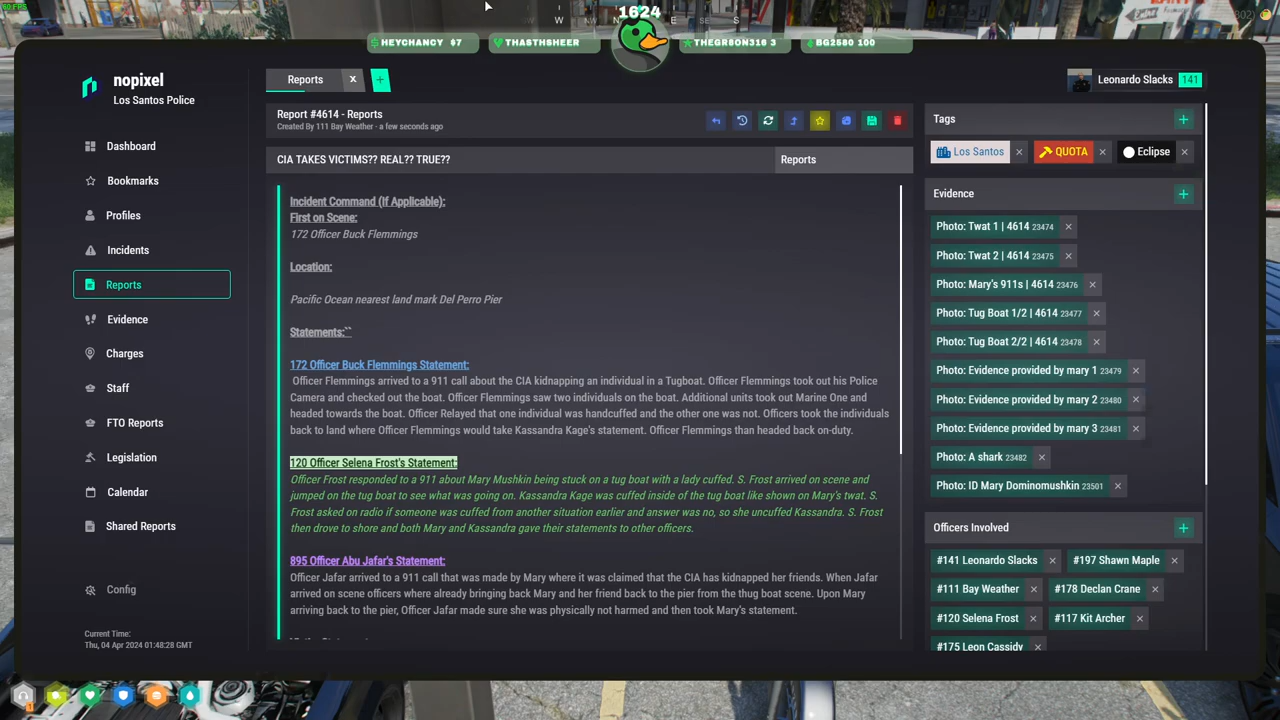 60 FPS
SW W NW N E SE S
1624
HEYCHANCY $7
THASTHSHEER
THEGR8ON316 3
BG2580 100
nopixel
Los Santos Police
Reports x +
Leonardo Slacks 141
Dashboard
Bookmarks
Profiles
Incidents
Reports
Evidence
Charges
Staff
FTO Reports
Legislation
Calendar
Shared Reports
Config
Current Time:
Thu, 04 Apr 2024 01:48:28 GMT
Report #4614 - Reports
Created By 111 Bay Weather - a few seconds ago
CIA TAKES VICTIMS?? REAL?? TRUE??
Reports
Incident Command (If Applicable):
First on Scene:
172 Officer Buck Flemmings
Location:
Pacific Ocean nearest land mark Del Perro Pier
Statements:``
172 Officer Buck Flemmings Statement:
Officer Flemmings arrived to a 911 call about the CIA kidnapping an individual in a Tugboat. Officer Flemmings took out his Police
Camera and checked out the boat. Officer Flemmings saw two individuals on the boat. Additional units took out Marine One and
headed towards the boat. Officer Relayed that one individual was handcuffed and the other one was not. Officers took the individuals
back to land where Officer Flemmings would take Kassandra Kage's statement. Officer Flemmings than headed back on-duty.
120 Officer Selena Frost's Statement:
Officer Frost responded to a 911 about Mary Mushkin being stuck on a tug boat with a lady cuffed. S. Frost arrived on scene and
jumped on the tug boat to see what was going on. Kassandra Kage was cuffed inside of the tug boat like shown on Mary's twat. S.
Frost asked on radio if someone was cuffed from another situation earlier and answer was no, so she uncuffed Kassandra. S. Frost
then drove to shore and both Mary and Kassandra gave their statements to other officers.
895 Officer Abu Jafar's Statement:
Officer Jafar arrived to a 911 call that was made by Mary where it was claimed that the CIA has kidnapped her friends. When Jafar
arrived on scene officers where already bringing back Mary and her friend back to the pier from the thug boat scene. Upon Mary
arriving back to the pier, Officer Jafar made sure she was physically not harmed and then took Mary's statement.
Tags +
Los Santos × QUOTA × Eclipse ×
Evidence +
Photo: Twat 1 | 4614 23474 ×
Photo: Twat 2 | 4614 23475 ×
Photo: Mary's 911s | 4614 23476 ×
Photo: Tug Boat 1/2 | 4614 23477 ×
Photo: Tug Boat 2/2 | 4614 23478 ×
Photo: Evidence provided by mary 1 23479 ×
Photo: Evidence provided by mary 2 23480 ×
Photo: Evidence provided by mary 3 23481 ×
Photo: A shark 23482 ×
Photo: ID Mary Dominomushkin 23501 ×
Officers Involved +
#141 Leonardo Slacks × #197 Shawn Maple ×
#111 Bay Weather × #178 Declan Crane ×
#120 Selena Frost × #117 Kit Archer ×
#175 Leon Cassidy ×